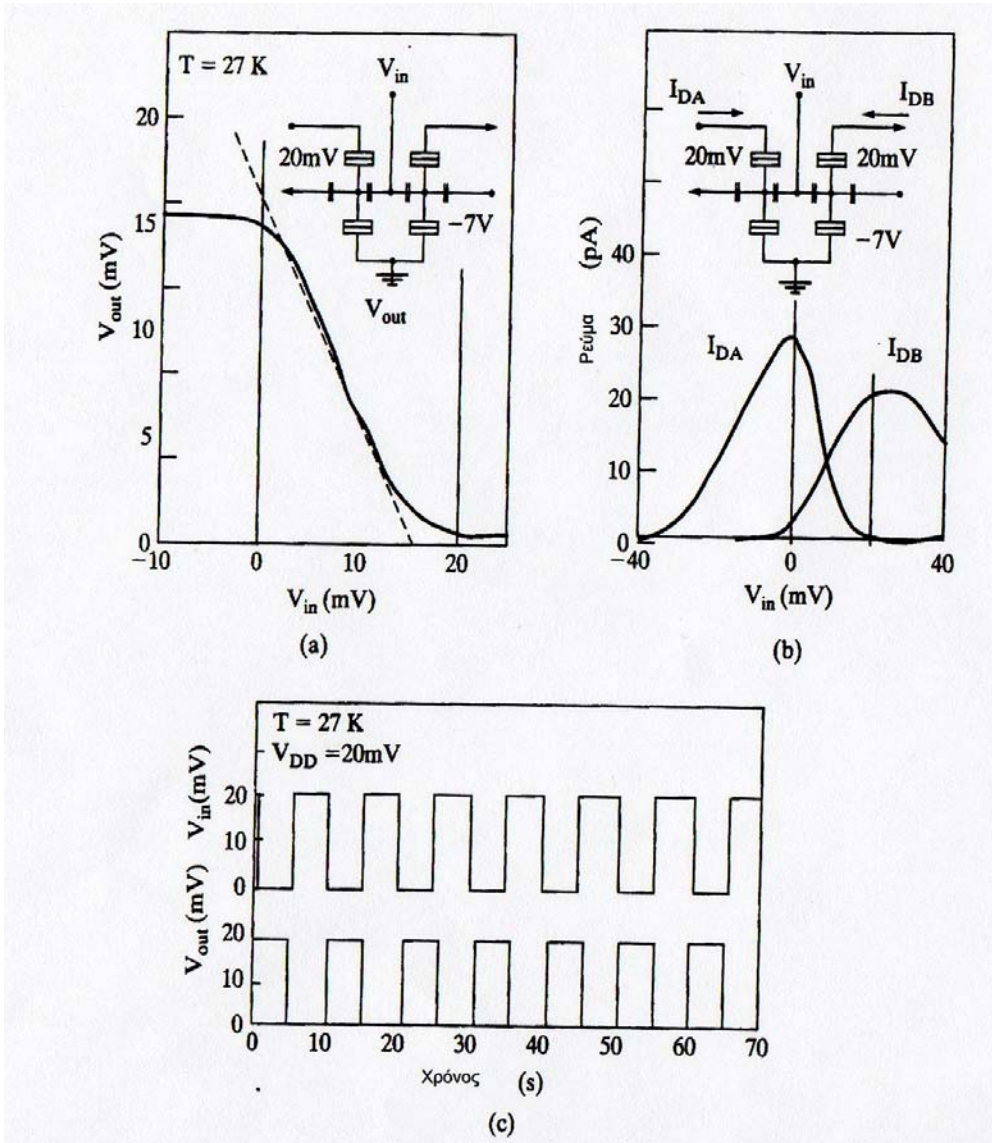 T = 27 K
V_in
20
20mV
15
-7V
V_out (mV)
V_out
10
5
0
-10
0
10
20
V_in (mV)
(a)
V_in
I_DA
I_DB
20mV
20mV
-7V
(pA)
Ρεύμα
40
30
20
10
0
I_DA
I_DB
-40
-20
0
20
40
V_in (mV)
(b)
T = 27 K
V_DD =20mV
V_in(mV)
20
10
0
V_out (mV)
20
10
0
0
10
20
30
40
50
60
70
Χρόνος (s)
(c)